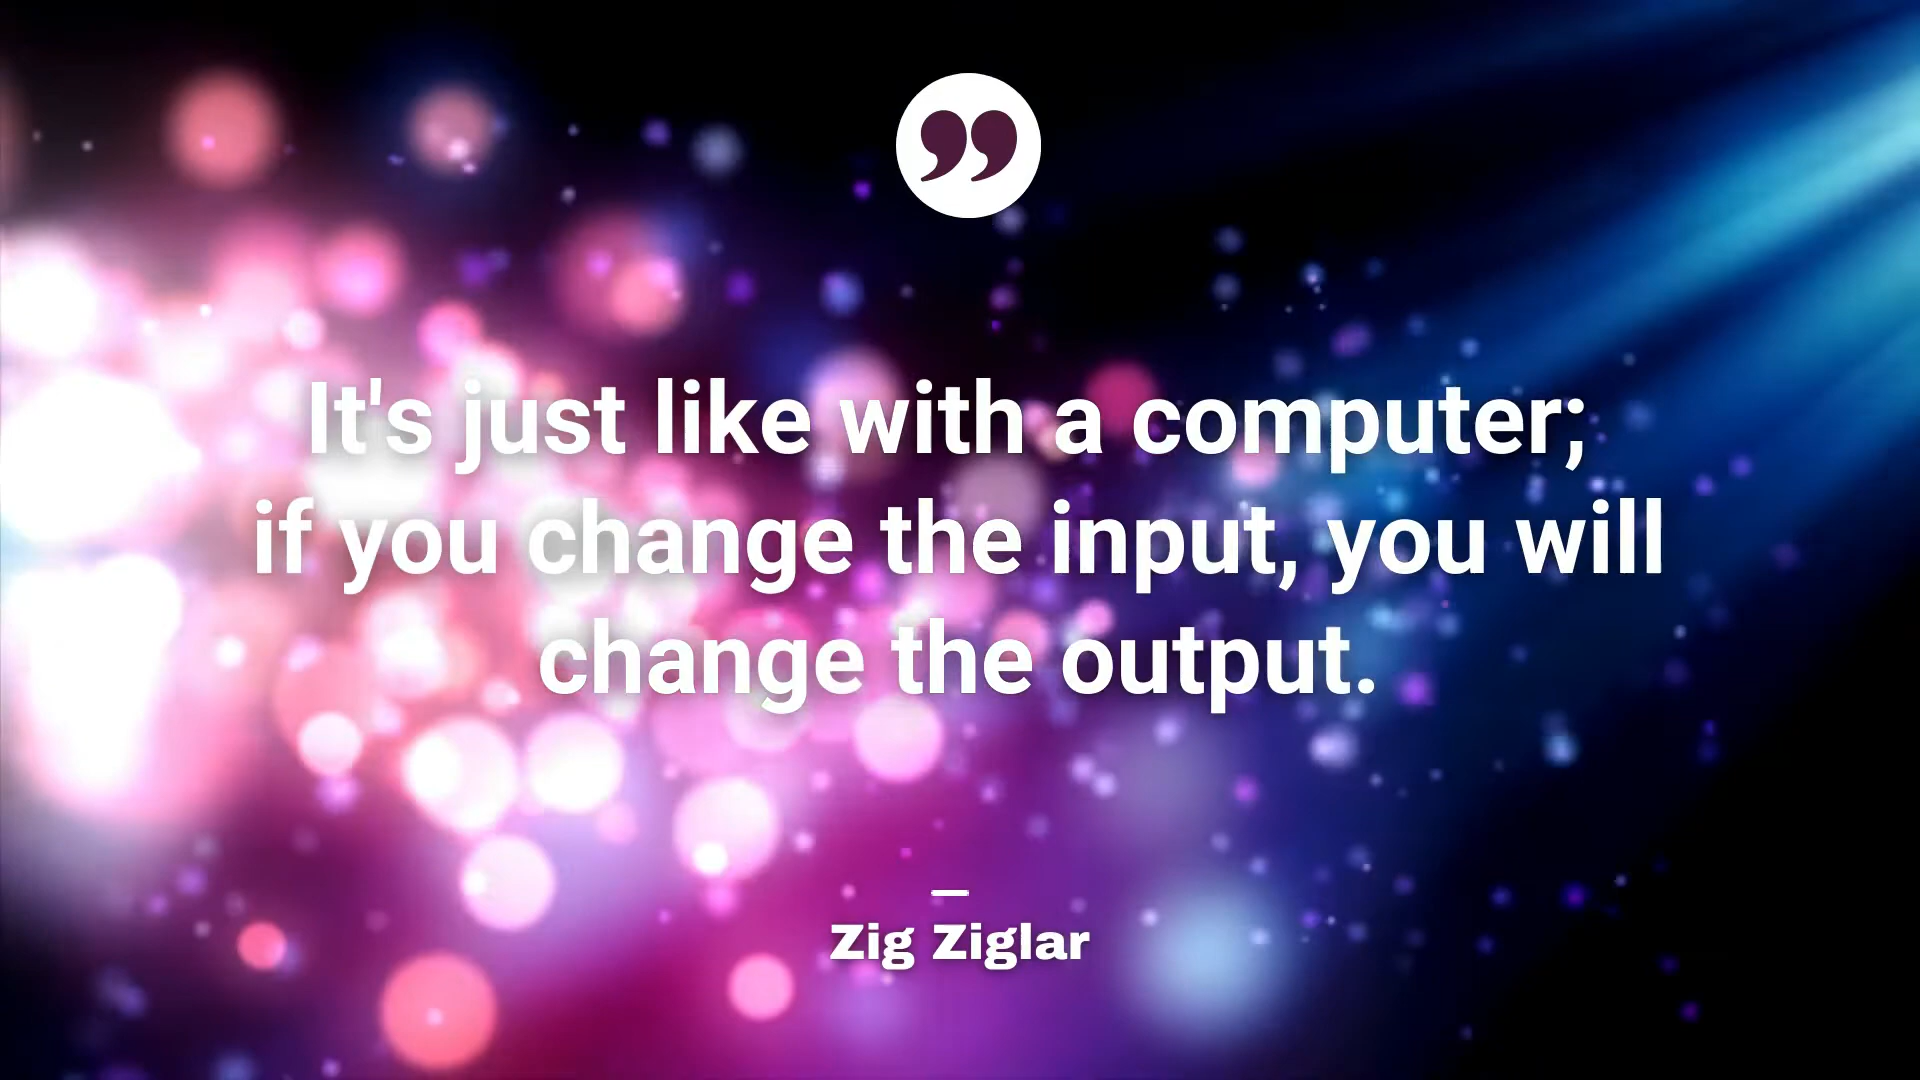 It's just like with a computer;
if you change the input, you will
change the output.
Zig Ziglar